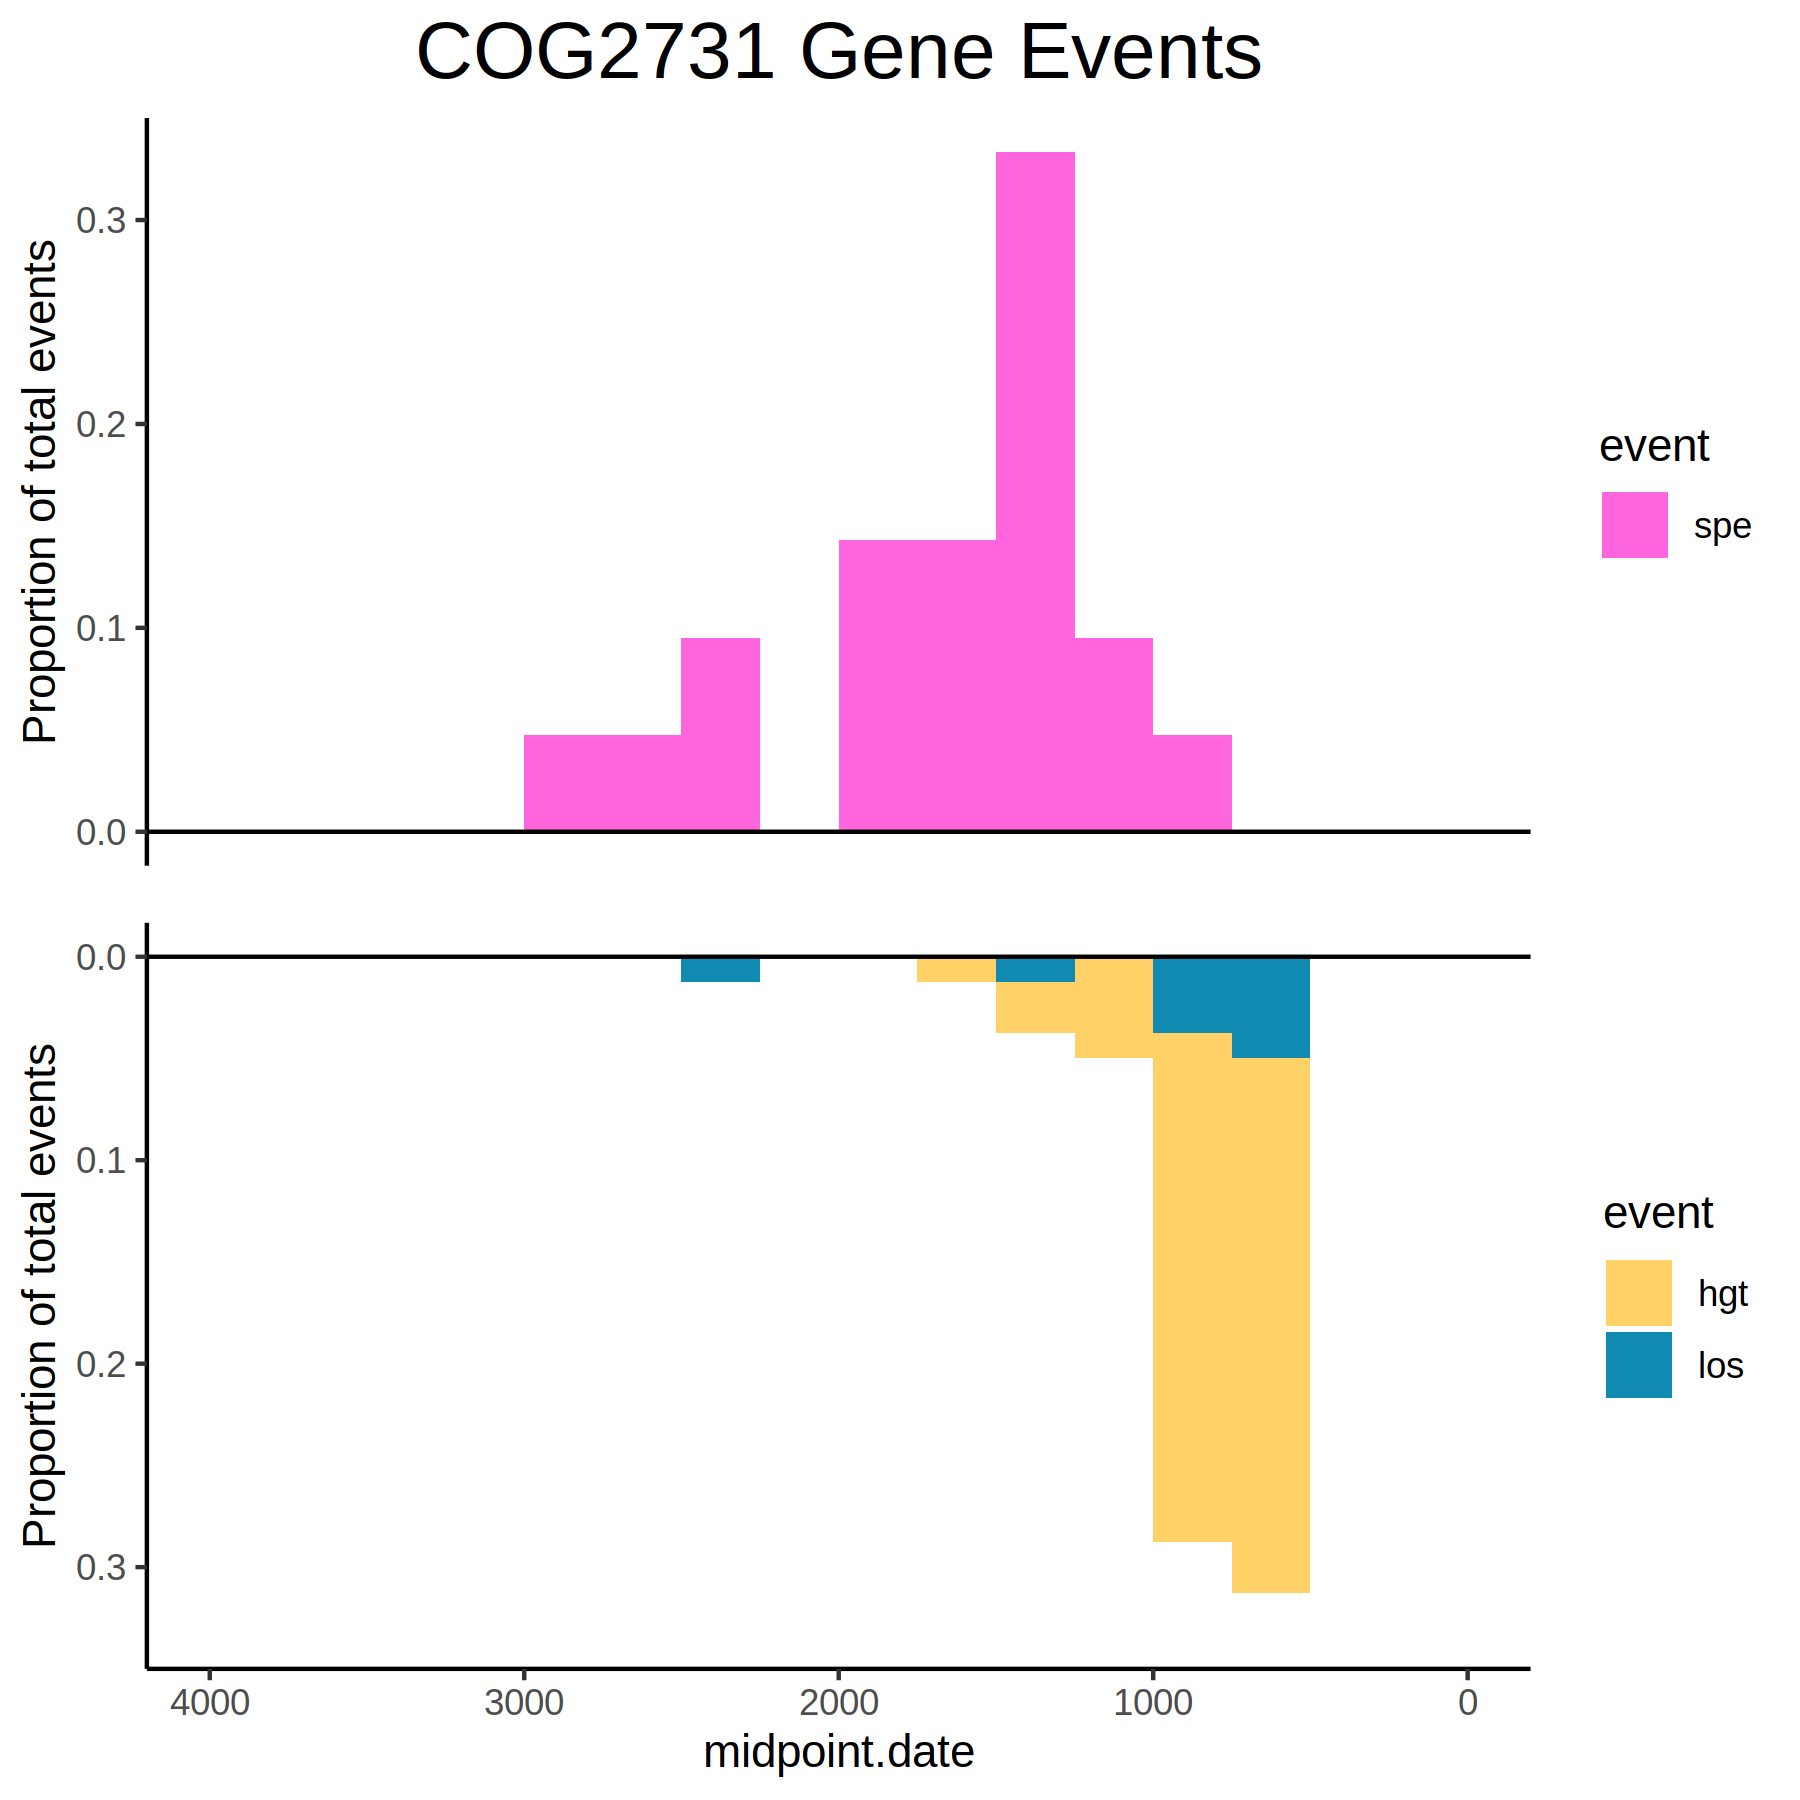 COG2731 Gene Events
Proportion of total events
0.3
0.2
0.1
0.0
event
spe
Proportion of total events
0.0
0.1
0.2
0.3
event
hgt
los
4000 3000 2000 1000 0
midpoint.date